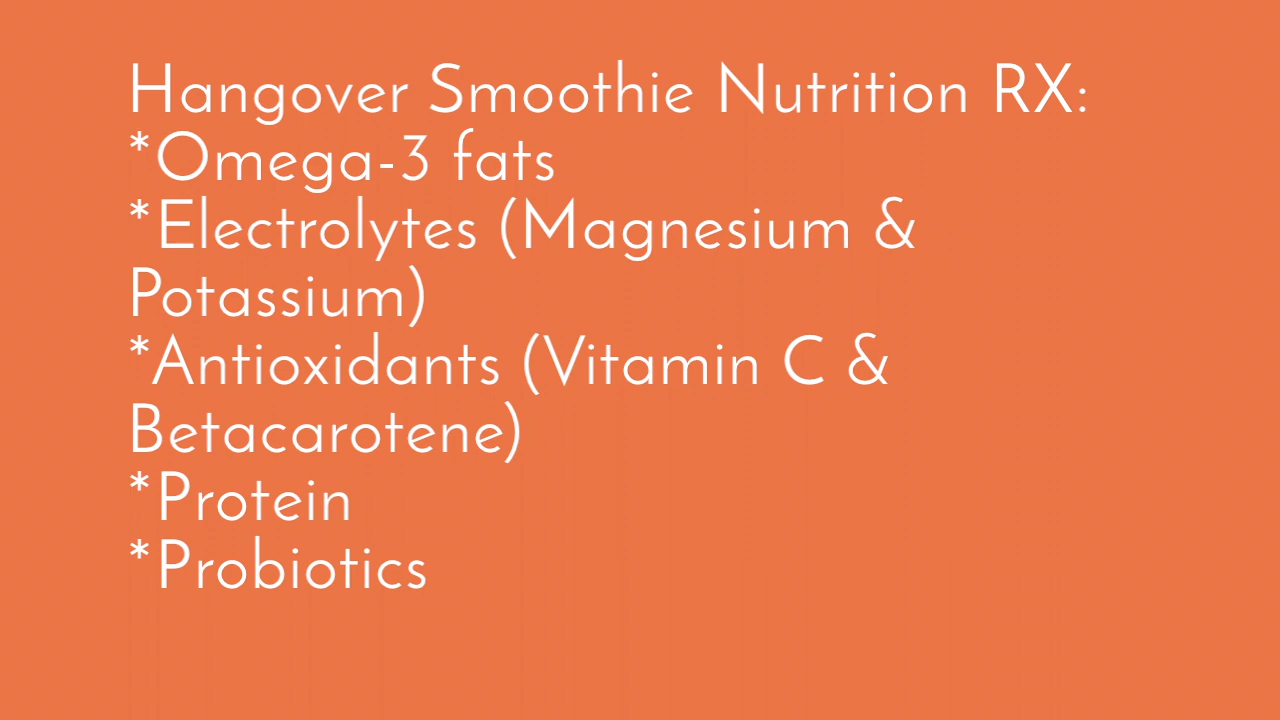 Hangover Smoothie Nutrition RX:
*Omega-3 fats
*Electrolytes (Magnesium &
Potassium)
*Antioxidants (Vitamin C &
Betacarotene)
*Protein
*Probiotics